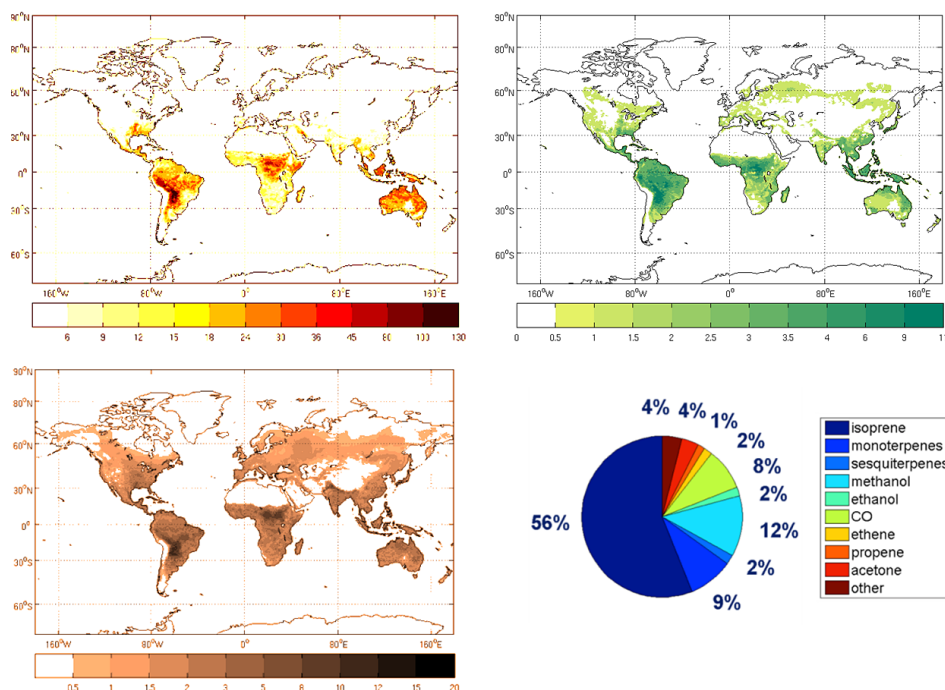 90°N
80°N
60°N
30°N
0°
30°S
60°S
160°W 80°W 0° 80°E 160°E
6 9 12 15 18 24 30 36 45 80 100 130
90°N
80°N
60°N
30°N
0°
30°S
60°S
160°W 80°W 0° 80°E 160°E
0 0.5 1 1.5 2 2.5 3 3.5 4 6 9 11
80°N
60°N
30°N
0°
30°S
60°S
160°W 80°W 0° 80°E 160°E
0.5 1 1.5 2 3 5 8 10 12 15 20
4% 4% 1%
2%
8%
2%
12%
2%
9%
56%
isoprene
monoterpenes
sesquiterpenes
methanol
ethanol
CO
ethene
propene
acetone
other